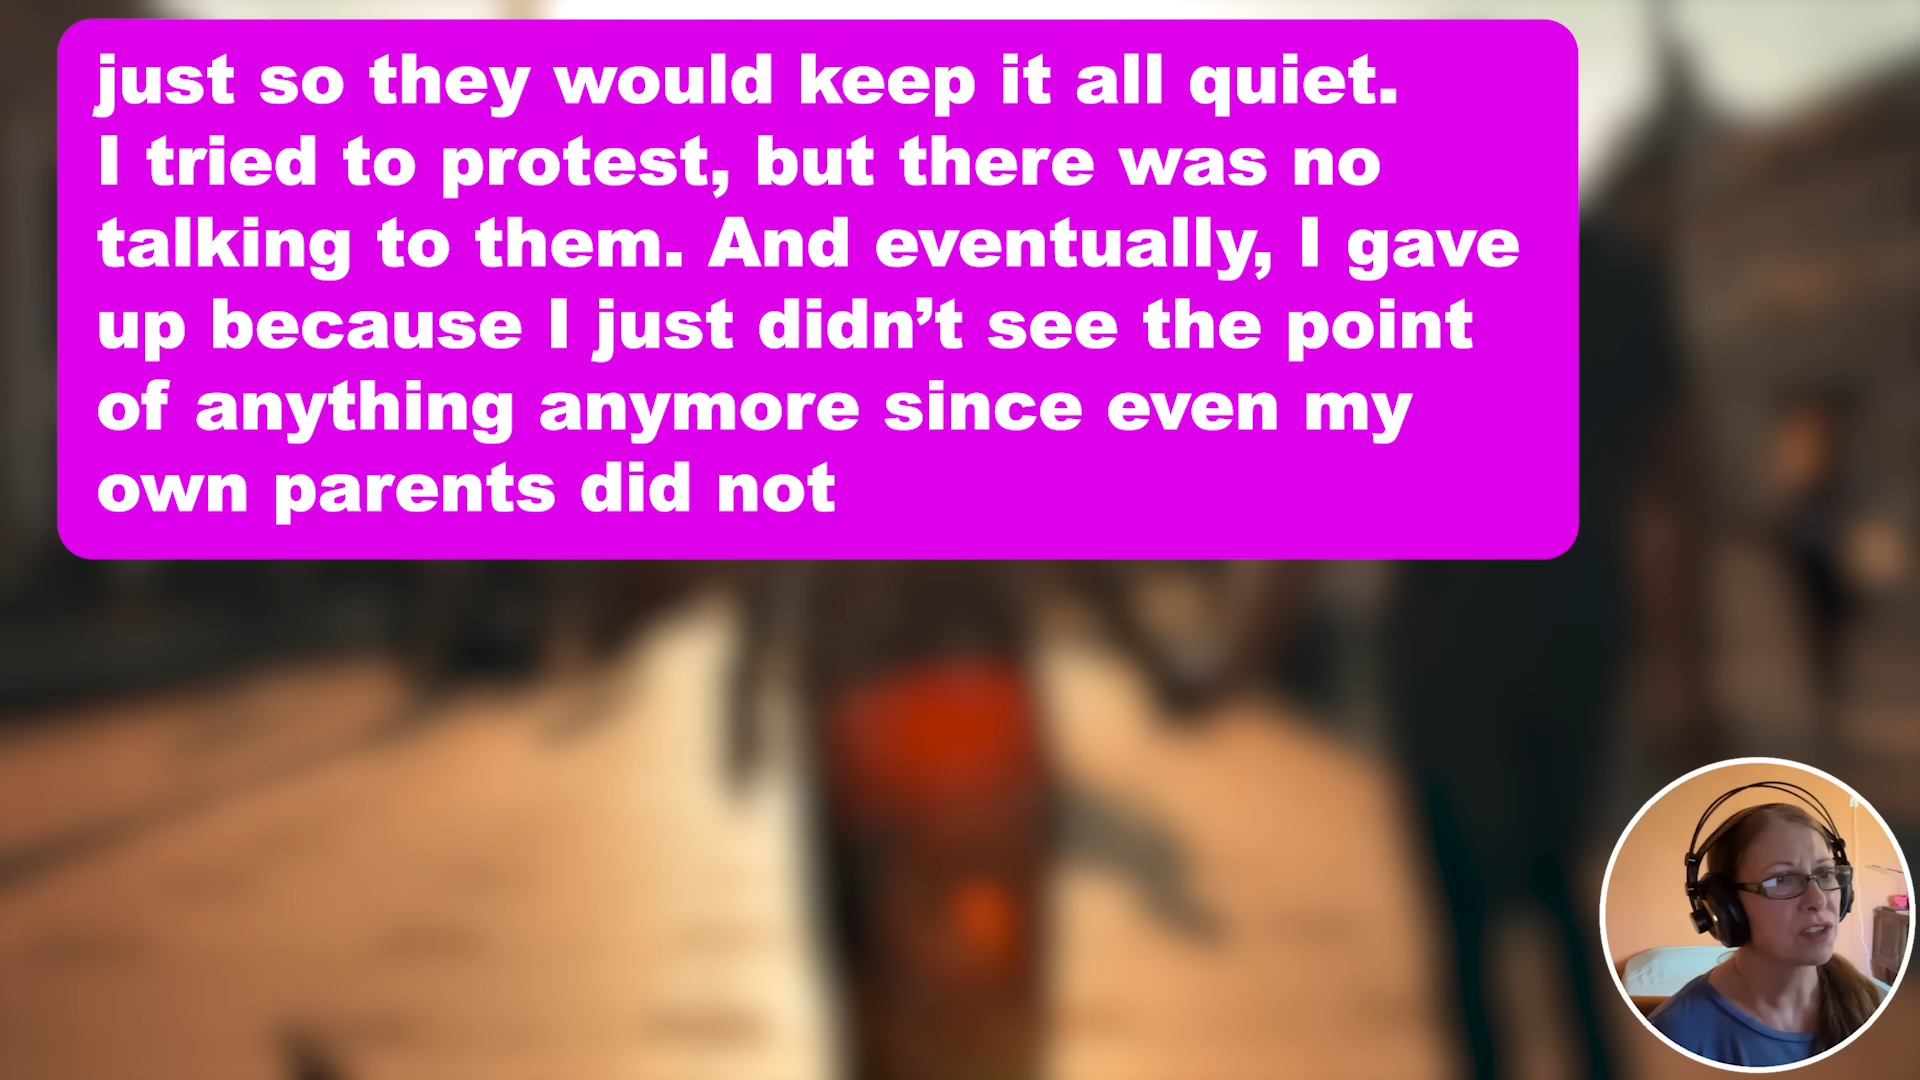 just so they would keep it all quiet.
I tried to protest, but there was no
talking to them. And eventually, I gave
up because I just didn’t see the point
of anything anymore since even my
own parents did not